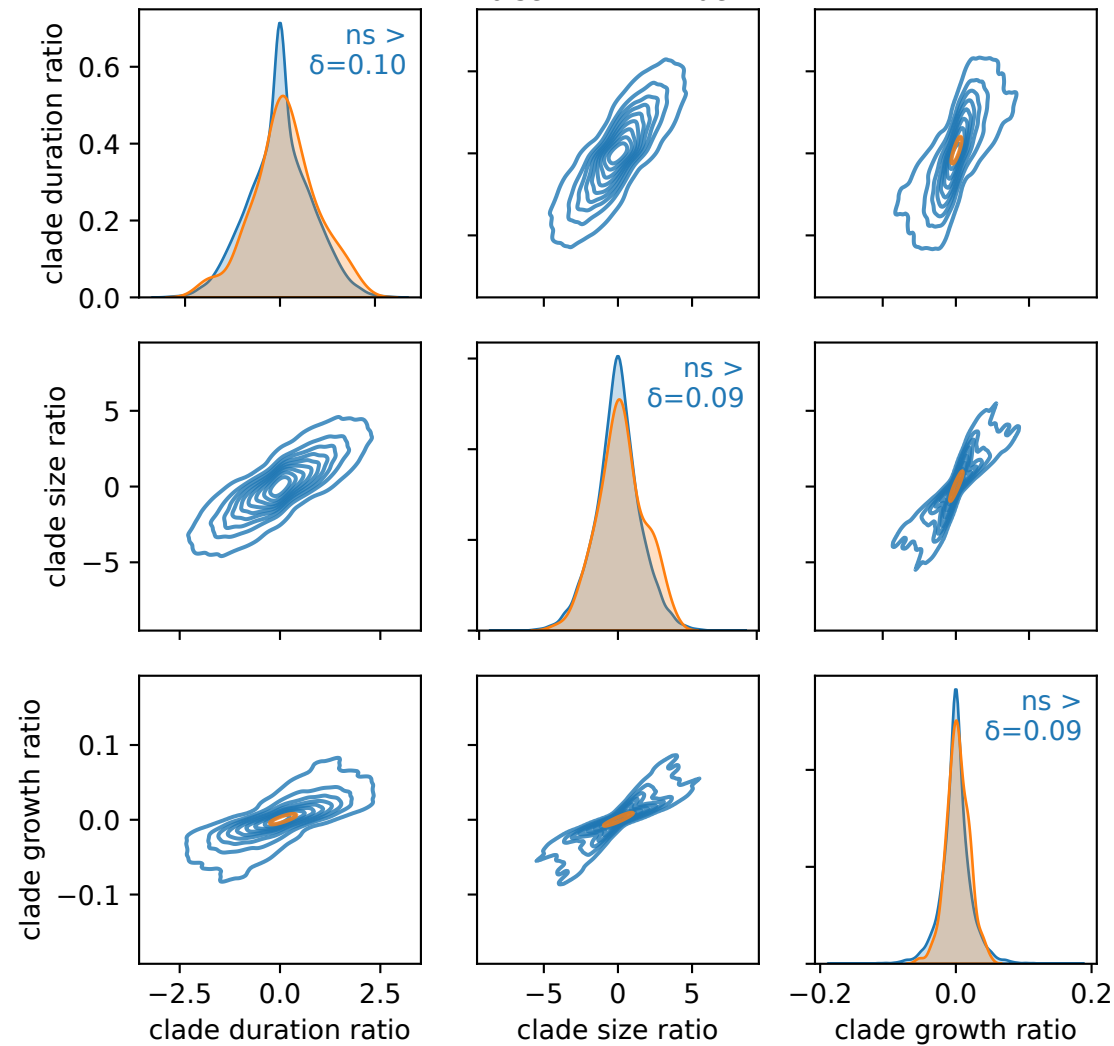 clade duration ratio
0.6
0.4
0.2
0.0
ns >
δ=0.10
clade size ratio
5
0
−5
ns >
δ=0.09
clade growth ratio
0.1
0.0
−0.1
ns >
δ=0.09
−2.5 0.0 2.5
−5 0 5
−0.2 0.0 0.2
clade duration ratio
clade size ratio
clade growth ratio